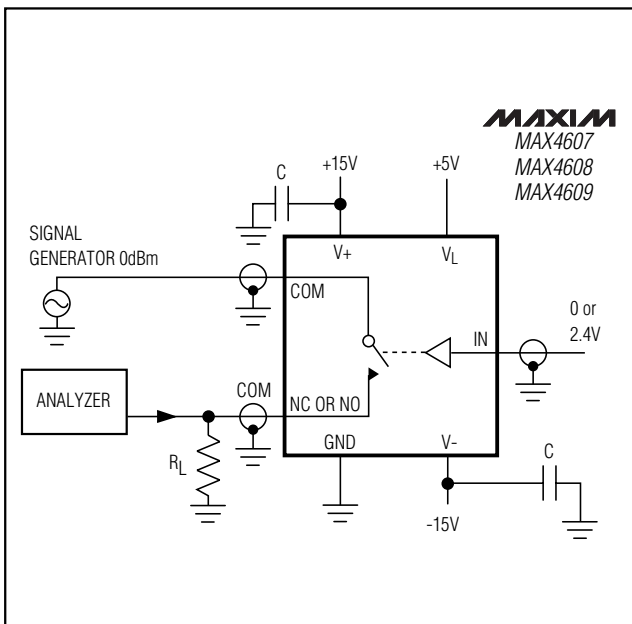 MAXIM
MAX4607
MAX4608
MAX4609
+15V
+5V
C
SIGNAL
GENERATOR 0dBm
V+
VL
COM
0 or
2.4V
IN
ANALYZER
COM
NC OR NO
RL
GND
V-
C
-15V